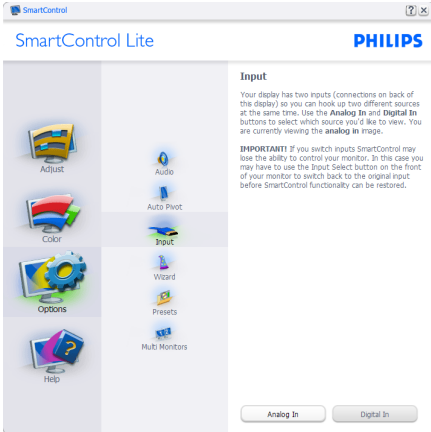 SmartControl
SmartControl Lite
PHILIPS
Adjust
Color
Options
Help
Audio
Auto Pivot
Input
Wizard
Presets
Multi Monitors
Input
Your display has two inputs (connections on back of
this display) so you can hook up two different sources
at the same time. Use the Analog In and Digital In
buttons to select which source you'd like to view. You
are currently viewing the analog in image.
IMPORTANT! If you switch inputs SmartControl may
lose the ability to control your monitor. In this case you
may have to use the Input Select button on the front
of your monitor to switch back to the original input
before SmartControl functionality can be restored.
Analog In
Digital In